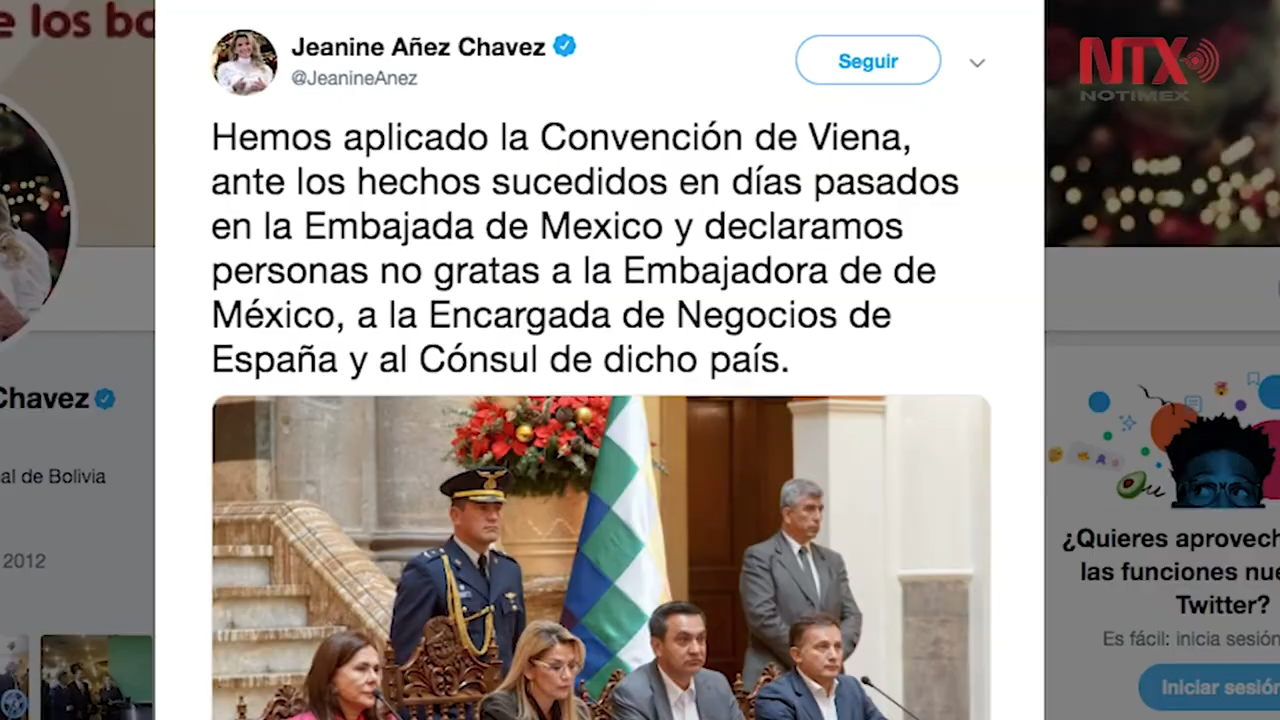 e los bo
Jeanine Añez Chavez
@JeanineAnez
Seguir
NTX
NOTIMEX
Hemos aplicado la Convención de Viena,
ante los hechos sucedidos en días pasados
en la Embajada de Mexico y declaramos
personas no gratas a la Embajadora de de
México, a la Encargada de Negocios de
España y al Cónsul de dicho país.
Chavez
al de Bolivia
2012
¿Quieres aprovech
las funciones nue
Twitter?
Es fácil: inicia sesión
Iniciar sesión